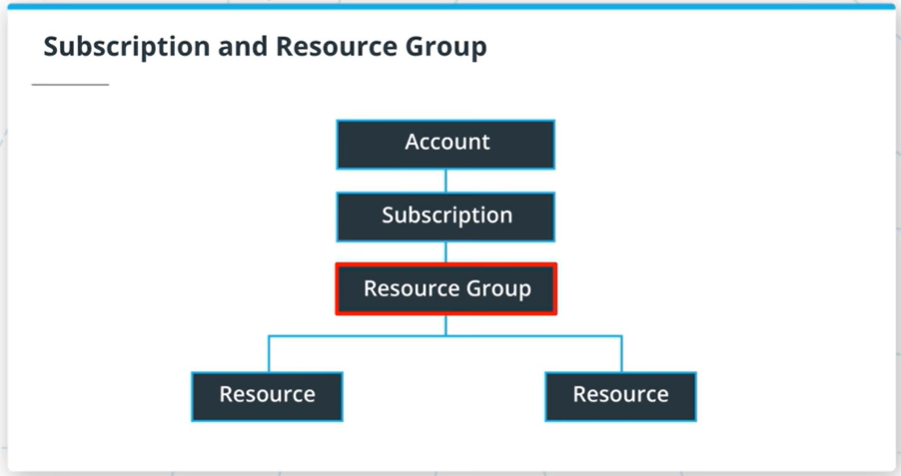 Subscription and Resource Group
Account
Subscription
Resource Group
Resource
Resource